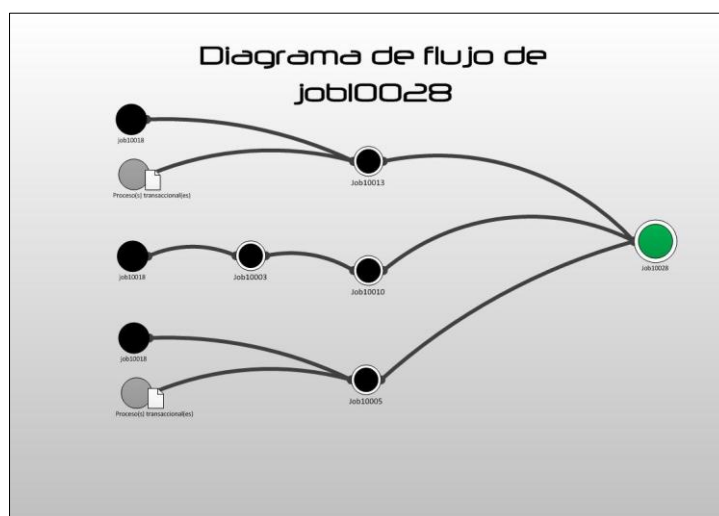 Diagrama de flujo de
job10028
job10018
Proceso(s) transaccional(es)
Job10013
job10018
Job10003
Job10010
Job10028
job10018
Proceso(s) transaccional(es)
Job10005